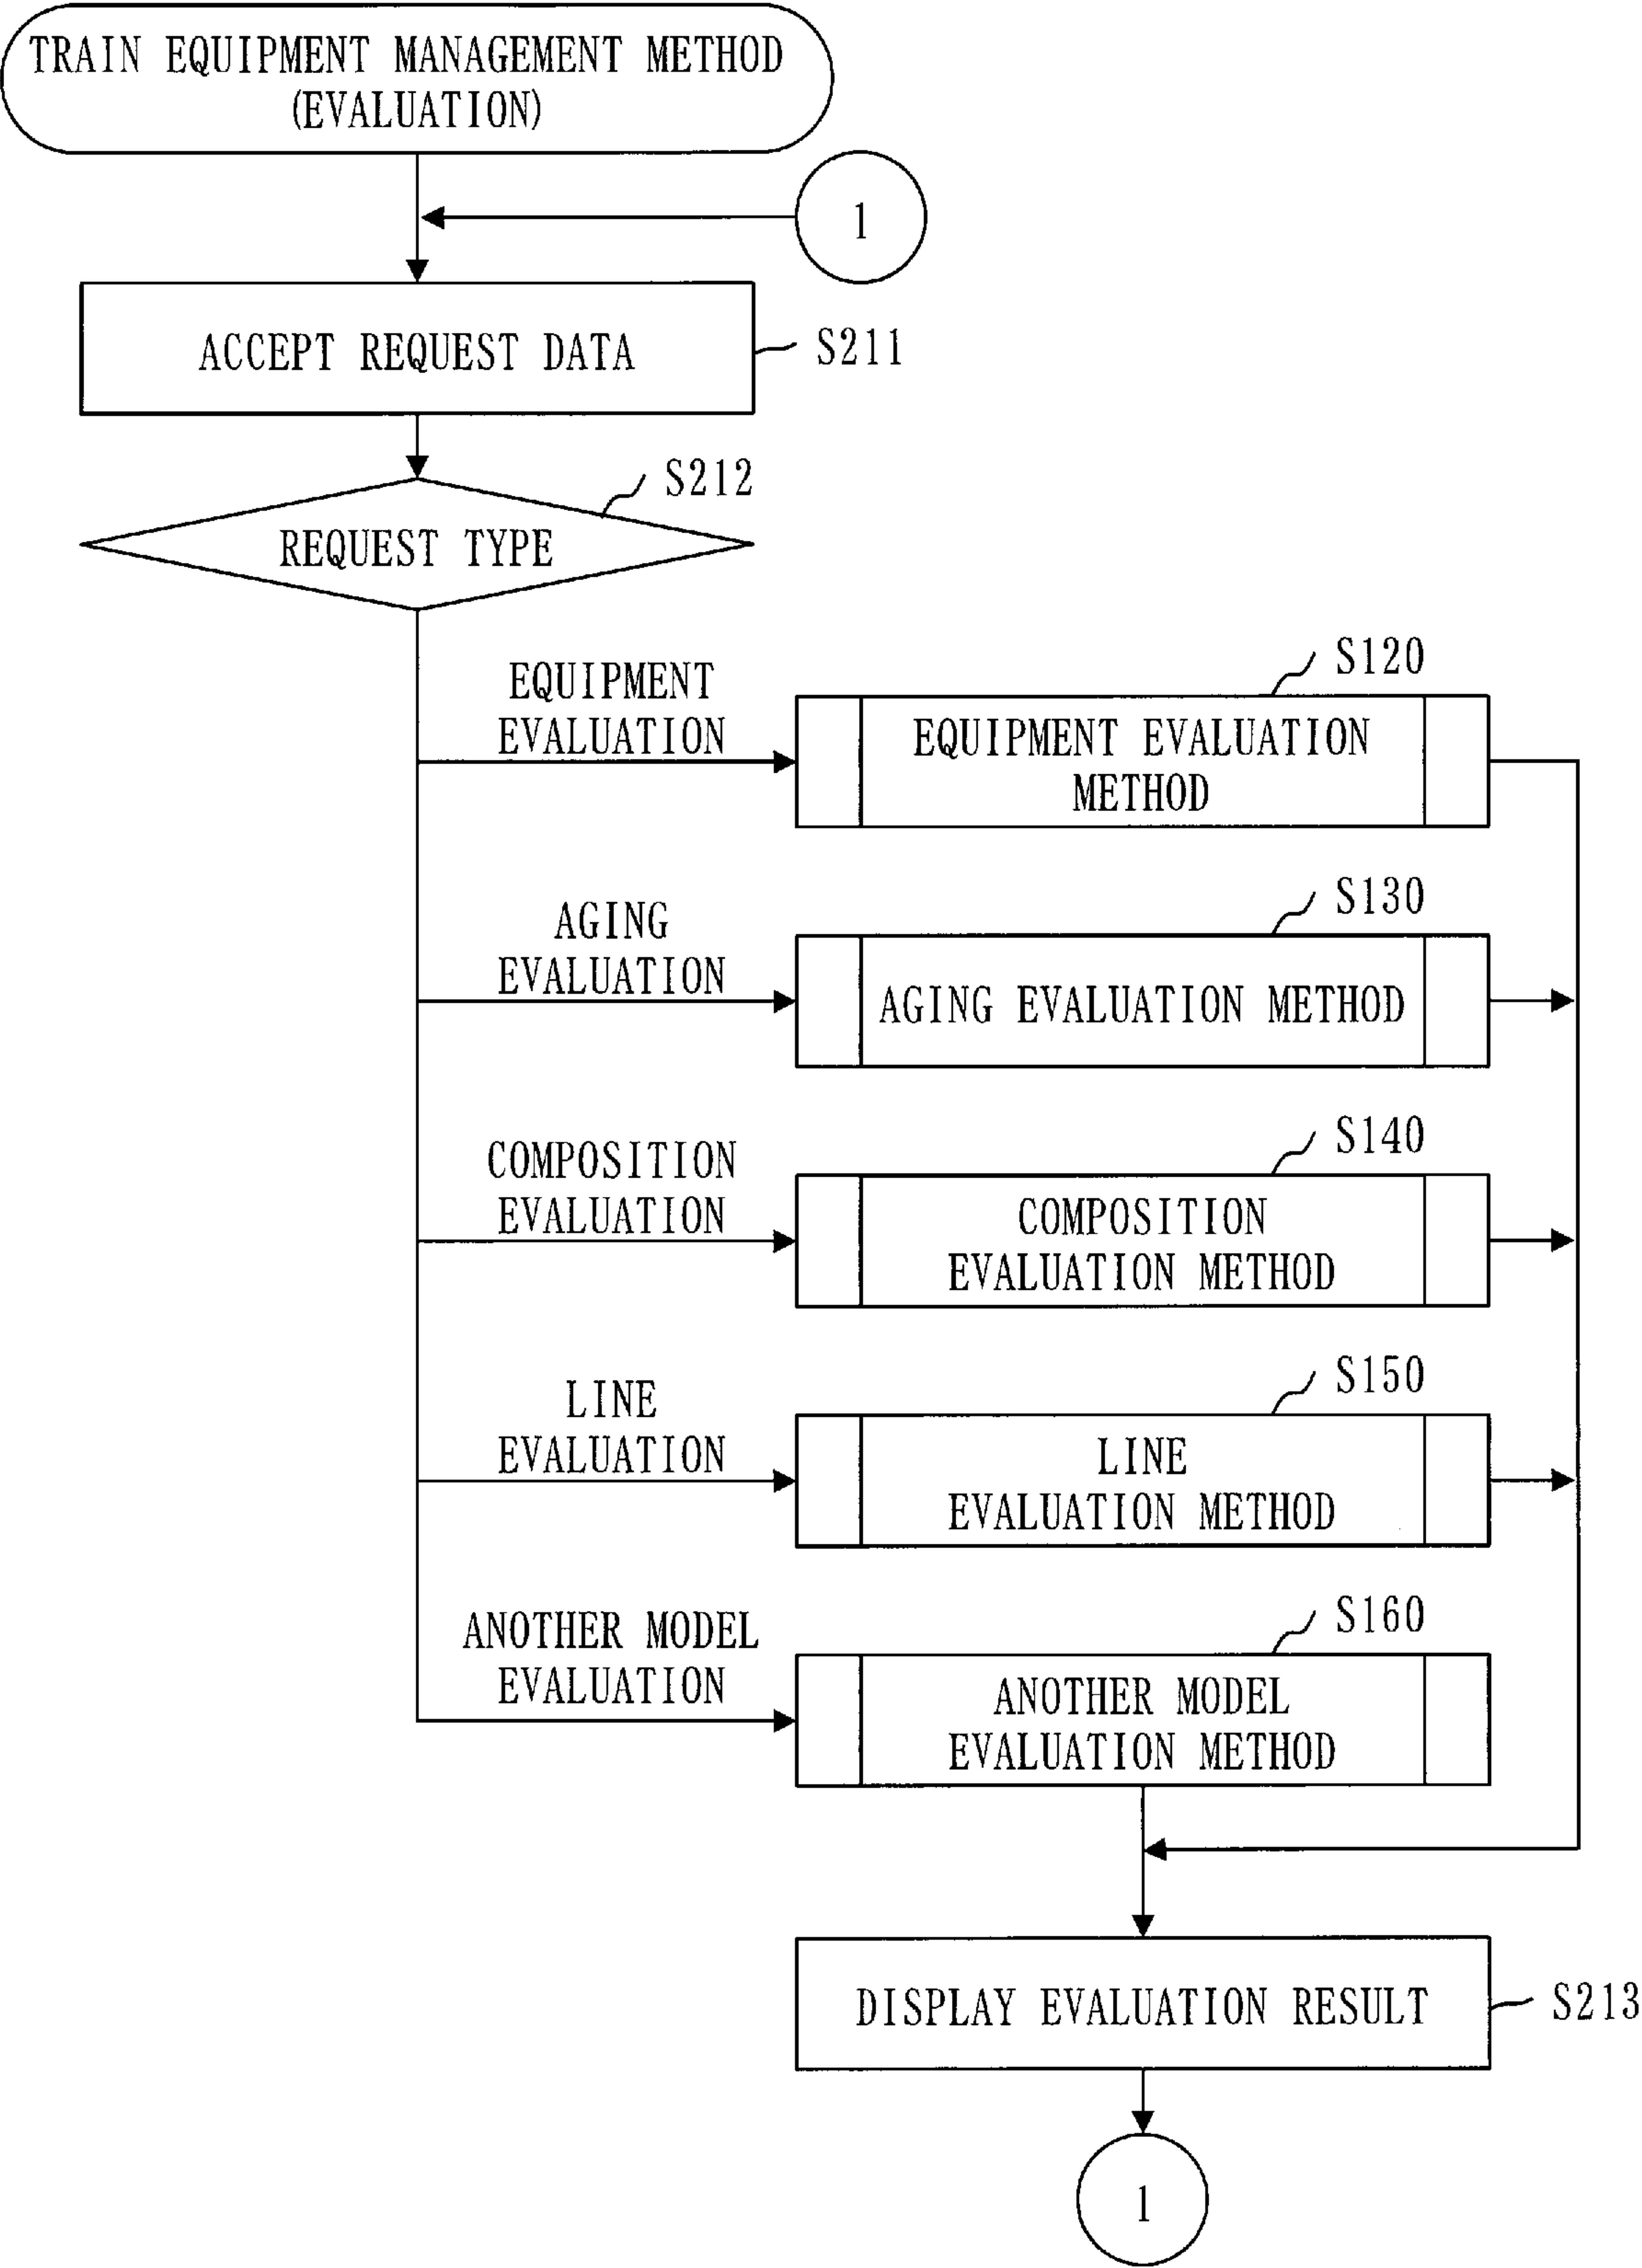 TRAIN EQUIPMENT MANAGEMENT METHOD
(EVALUATION)
1
ACCEPT REQUEST DATA
S211
S212
REQUEST TYPE
EQUIPMENT
EVALUATION
S120
EQUIPMENT EVALUATION
METHOD
AGING
EVALUATION
S130
AGING EVALUATION METHOD
COMPOSITION
EVALUATION
S140
COMPOSITION
EVALUATION METHOD
LINE
EVALUATION
S150
LINE
EVALUATION METHOD
ANOTHER MODEL
EVALUATION
S160
ANOTHER MODEL
EVALUATION METHOD
DISPLAY EVALUATION RESULT
S213
1